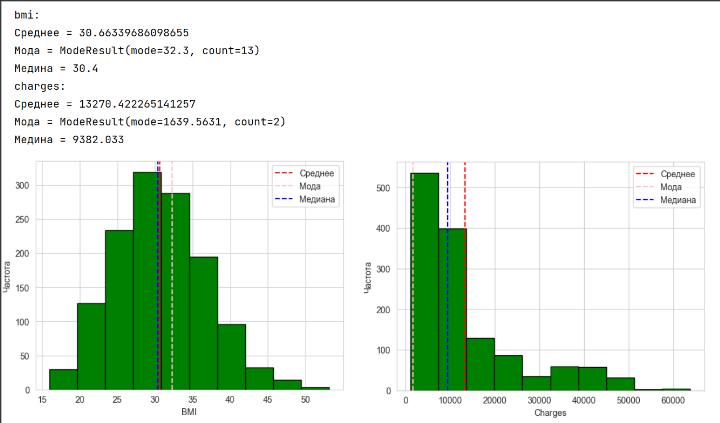 bmi:
Среднее = 30.66339686098655
Мода = ModeResult(mode=32.3, count=13)
Медина = 30.4
charges:
Среднее = 13270.422265141257
Мода = ModeResult(mode=1639.5631, count=2)
Медина = 9382.033
Среднее
Мода
Медиана
300
250
200
150
100
50
0
Частота
15 20 25 30 35 40 45 50
BMI
Среднее
Мода
Медиана
500
400
300
200
100
0
Частота
0 10000 20000 30000 40000 50000 60000
Charges